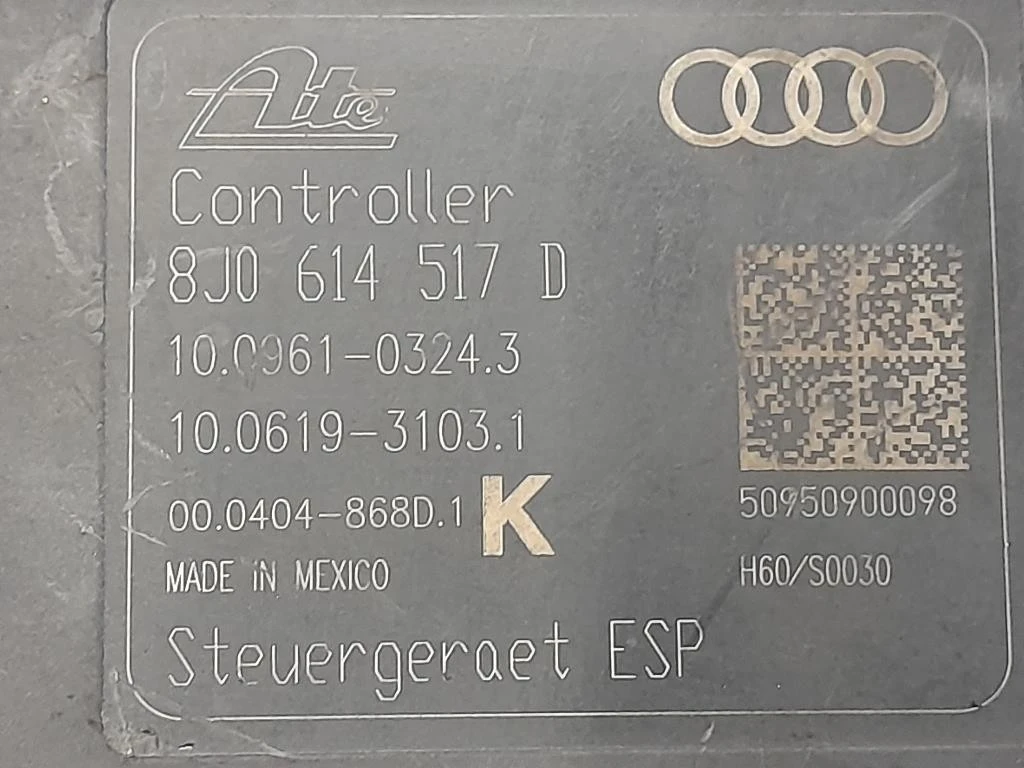 Ate
Controller
8J0 614 517 D
10.0961-0324.3
10.0619-3103.1
00.0404-868D.1 K
MADE iN MEXICO
Steuergeraet ESP
50950900098
H60/S0030